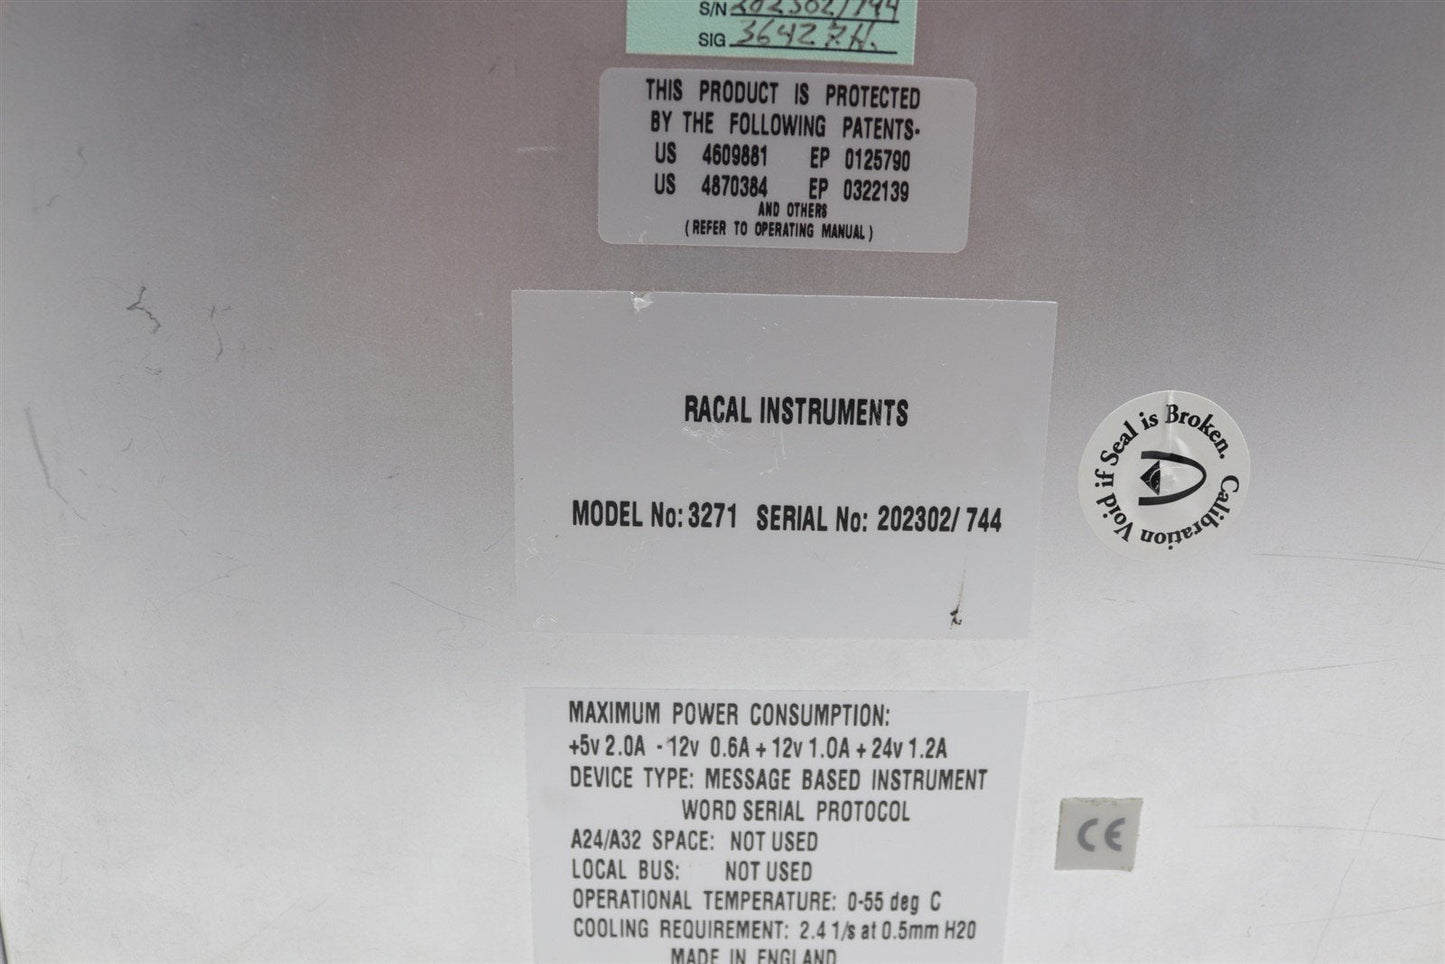 S/N 202302/744
SIG 3642 R.H.
THIS PRODUCT IS PROTECTED
BY THE FOLLOWING PATENTS-
US 4609881 EP 0125790
US 4870384 EP 0322139
AND OTHERS
(REFER TO OPERATING MANUAL)
RACAL INSTRUMENTS
MODEL No: 3271 SERIAL No: 202302/ 744
Calibration Void if Seal is Broken.
MAXIMUM POWER CONSUMPTION:
+5v 2.0A -12v 0.6A + 12v 1.0A + 24v 1.2A
DEVICE TYPE: MESSAGE BASED INSTRUMENT
WORD SERIAL PROTOCOL
A24/A32 SPACE: NOT USED
LOCAL BUS: NOT USED
OPERATIONAL TEMPERATURE: 0-55 deg C
COOLING REQUIREMENT: 2.4 1/s at 0.5mm H20
MADE IN ENGLAND
CE